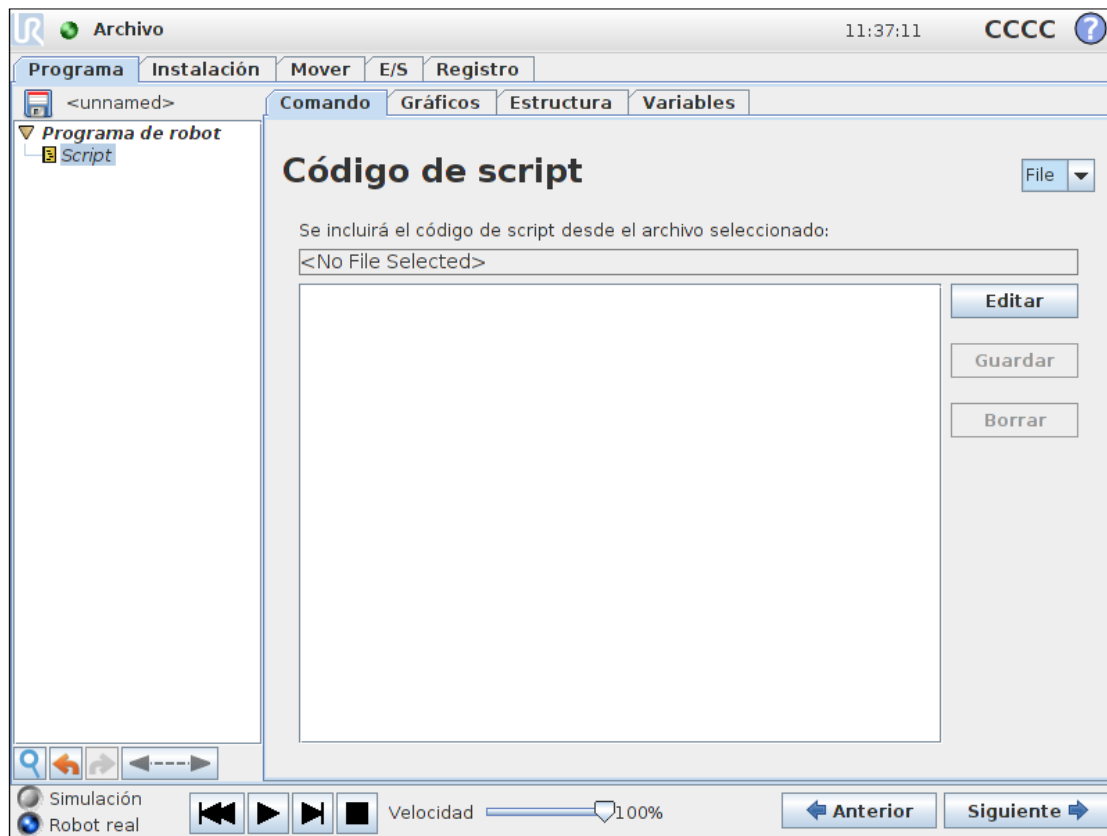 UR Archivo 11:37:11 CCCC ?
Programa Instalación Mover E/S Registro
<unnamed> Comando Gráficos Estructura Variables
Programa de robot
Script
Código de script
File
Se incluirá el código de script desde el archivo seleccionado:
<No File Selected>
Editar
Guardar
Borrar
Simulación
Robot real
Velocidad 100%
Anterior Siguiente